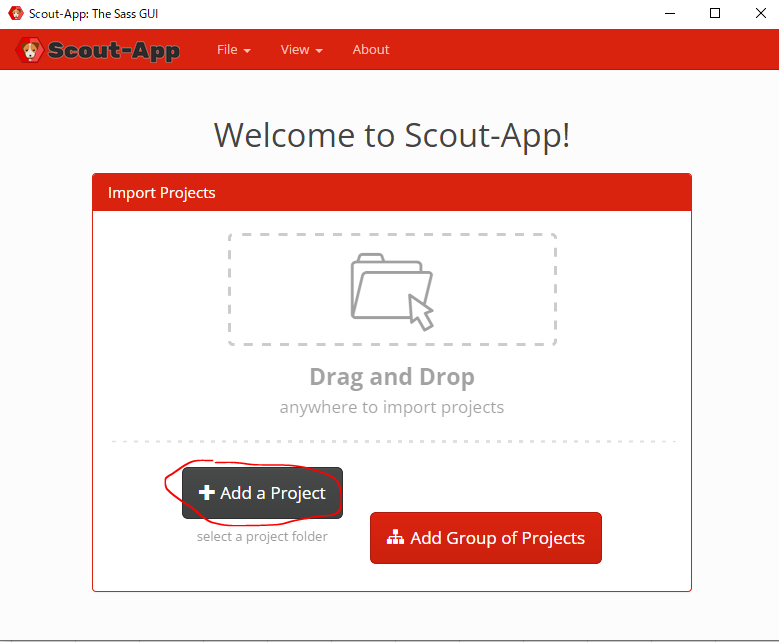 Scout-App: The Sass GUI
Scout-App File View About
Welcome to Scout-App!
Import Projects
Drag and Drop
anywhere to import projects
Add a Project
select a project folder
Add Group of Projects